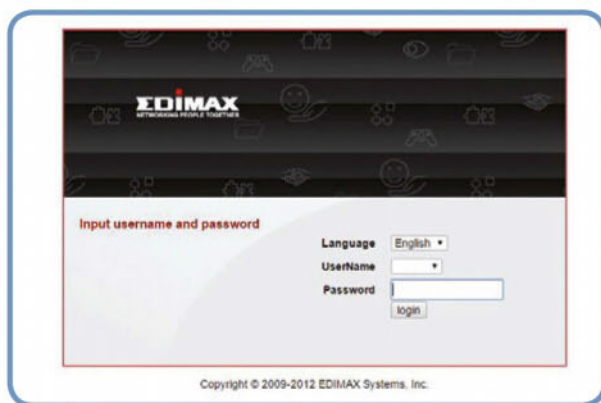 EDIMAX
NETWORKING PEOPLE TOGETHER
Input username and password
Language English
UserName
Password
login
Copyright © 2009-2012 EDIMAX Systems, Inc.